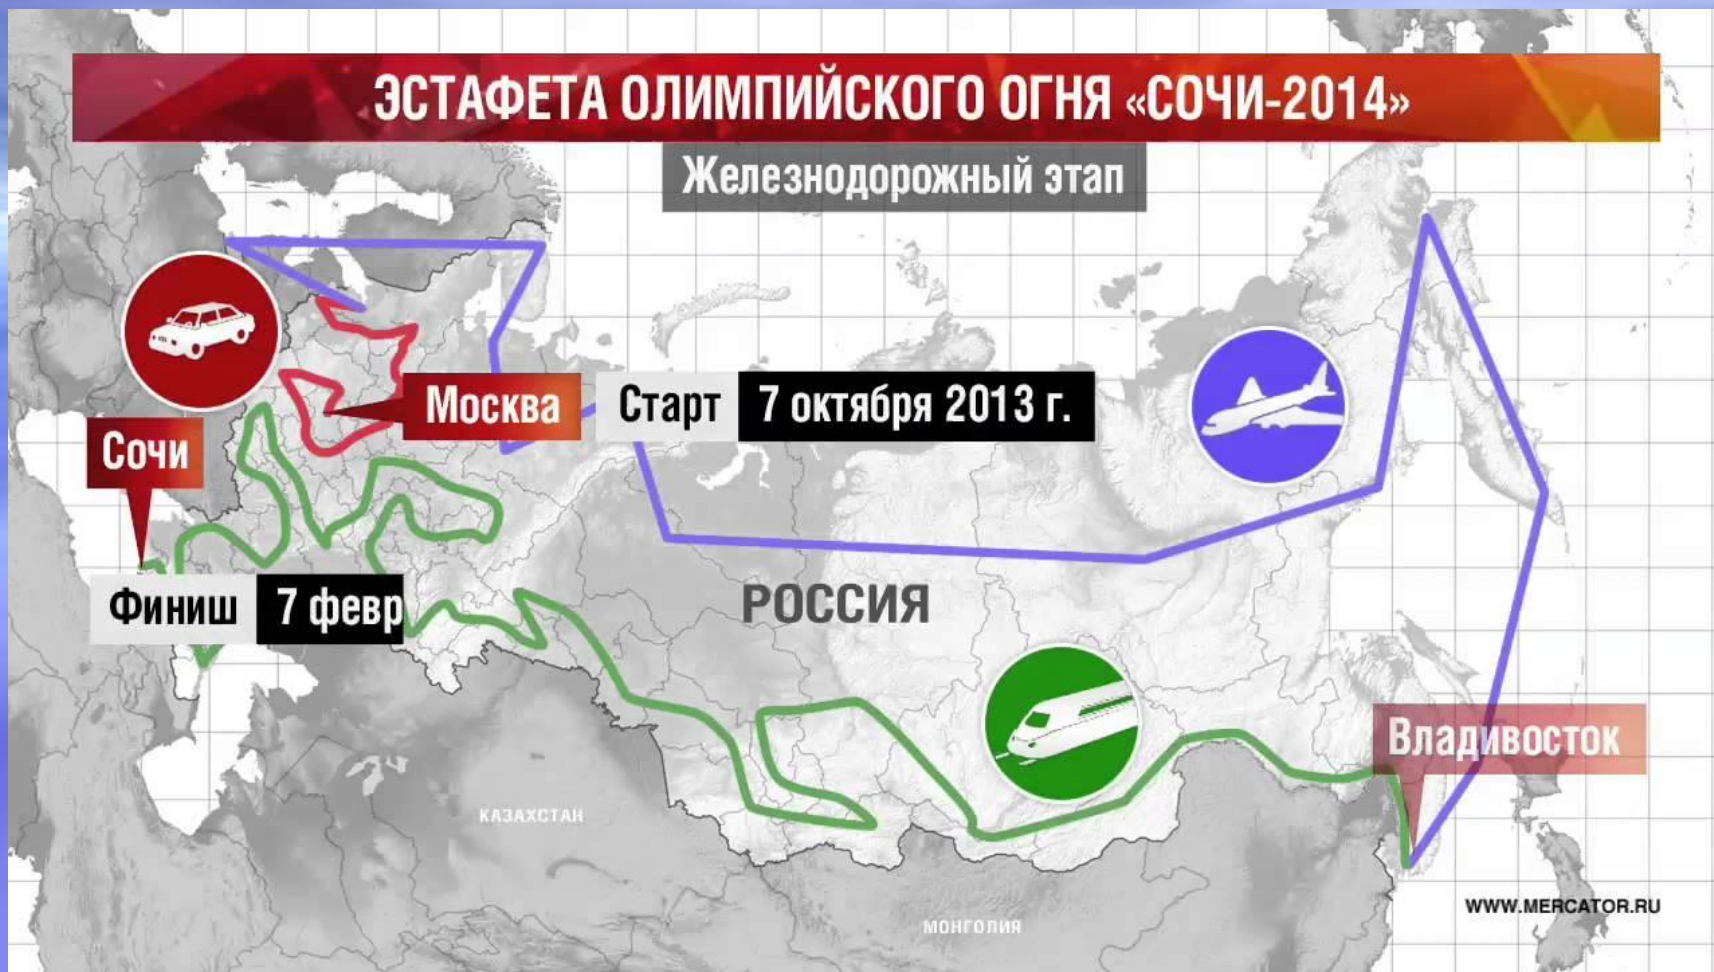 ЭСТАФЕТА ОЛИМПИЙСКОГО ОГНЯ «СОЧИ-2014»
Железнодорожный этап
Москва
Старт 7 октября 2013 г.
Сочи
Финиш 7 февр
РОССИЯ
Владивосток
КАЗАХСТАН
WWW.MERCATOR.RU
МОНГОЛИЯ